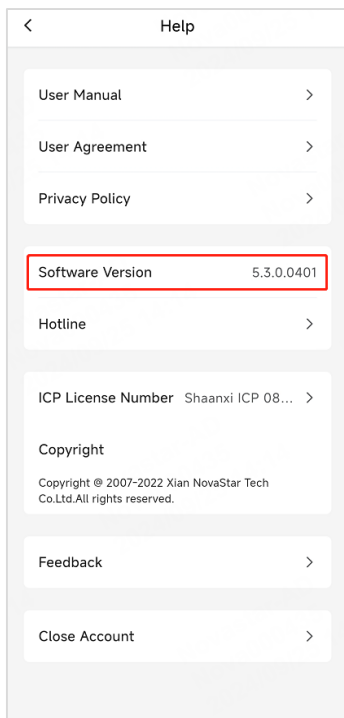 Help
User Manual
User Agreement
Privacy Policy
Software Version 5.3.0.0401
Hotline
ICP License Number Shaanxi ICP 08...
Copyright
Copyright @ 2007-2022 Xian NovaStar Tech
Co.Ltd.All rights reserved.
Feedback
Close Account